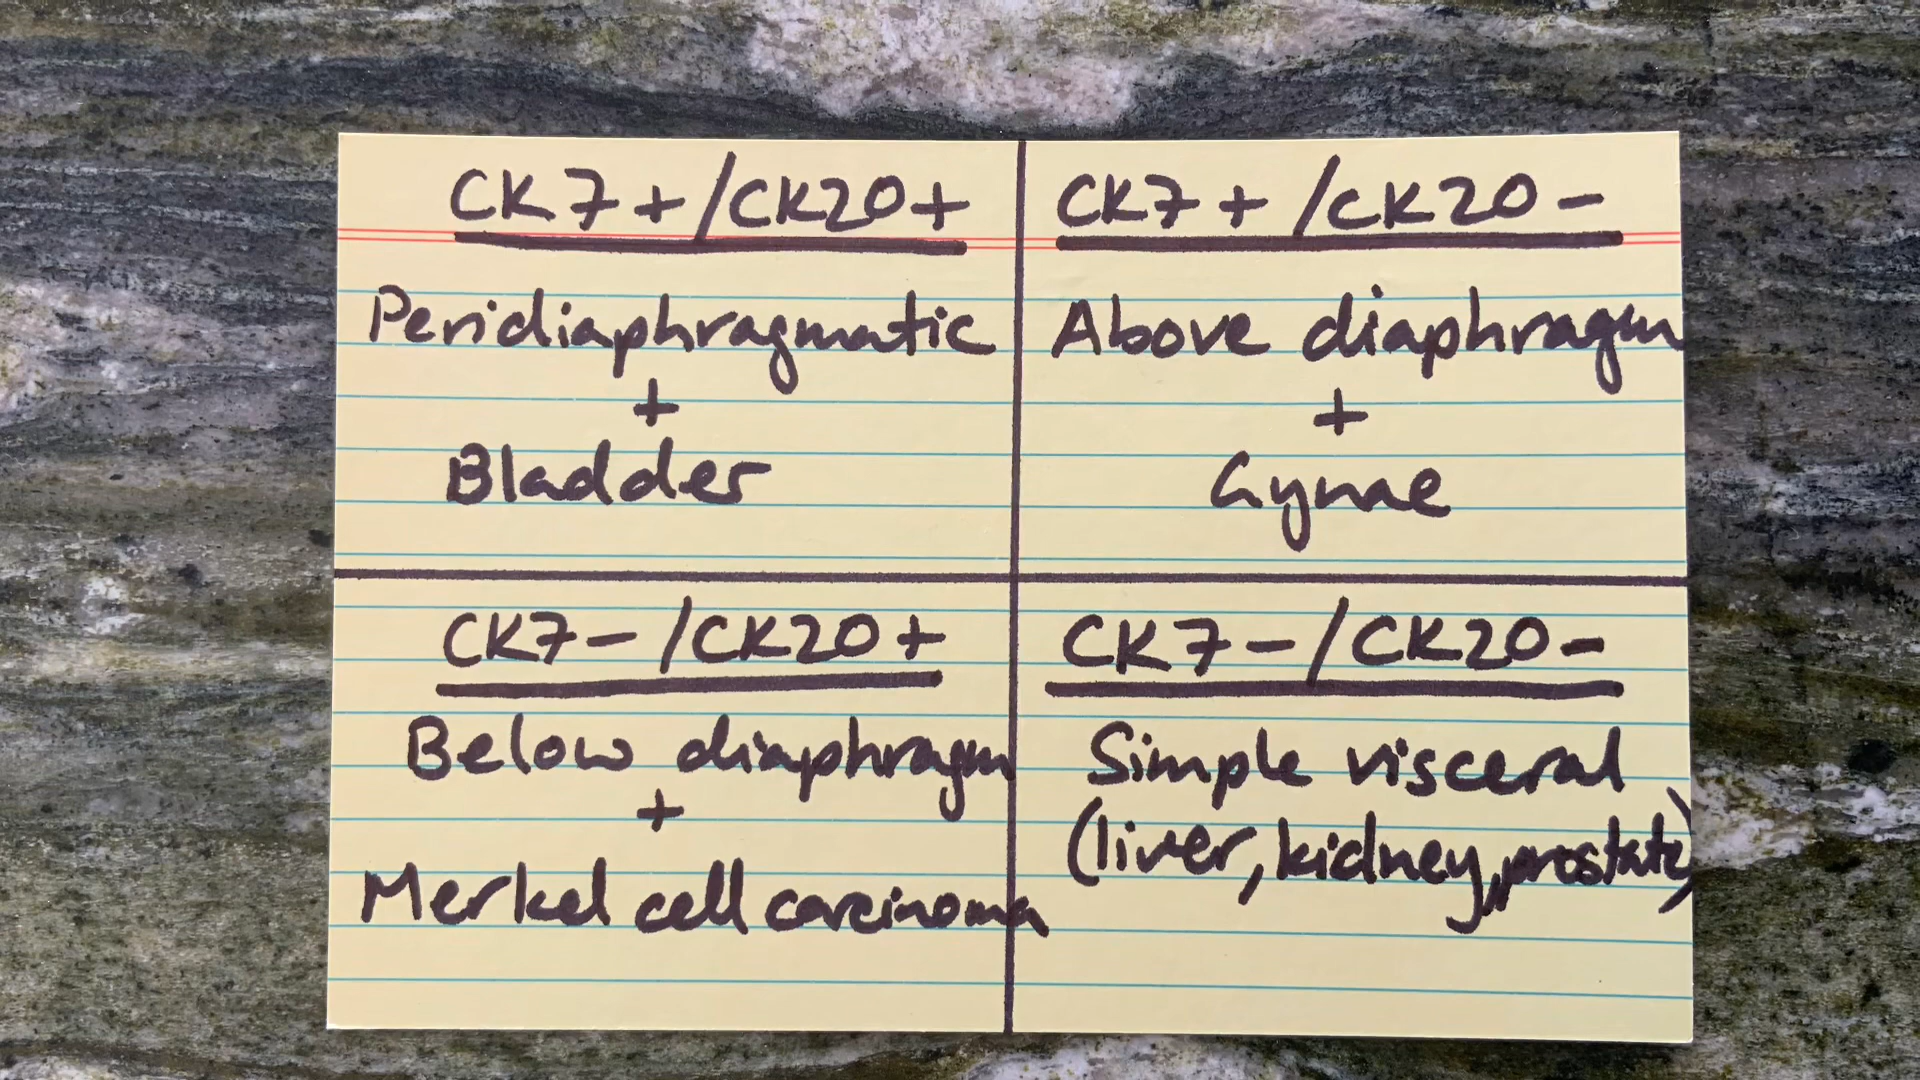 CK7+/CK20+
Peridiaphragmatic
+
Bladder
CK7+/CK20-
Above diaphragm
+
Gynae
CK7-/CK20+
Below diaphragm
+
Merkel cell carcinoma
CK7-/CK20-
Simple visceral
(liver, kidney, prostate)